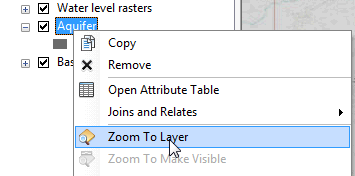 Water level rasters
Aquifer
Copy
Remove
Bas
Open Attribute Table
Joins and Relates
Zoom To Layer
Zoom To Make Visible